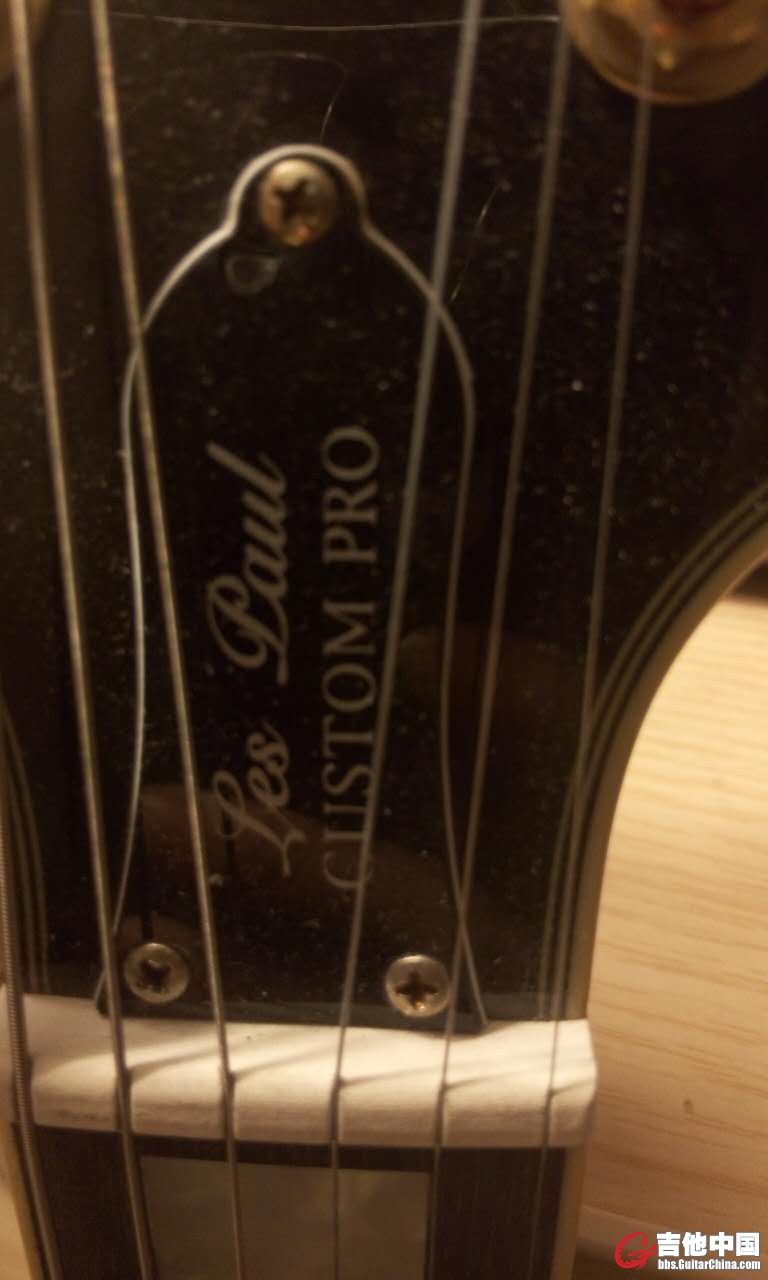 Les Paul
CUSTOM PRO
吉他中国
bbs.GuitarChina.com